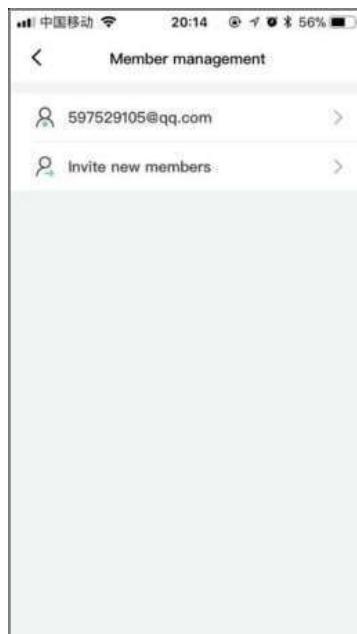 中国移动 20:14 56%
Member management
597529105@qq.com
Invite new members